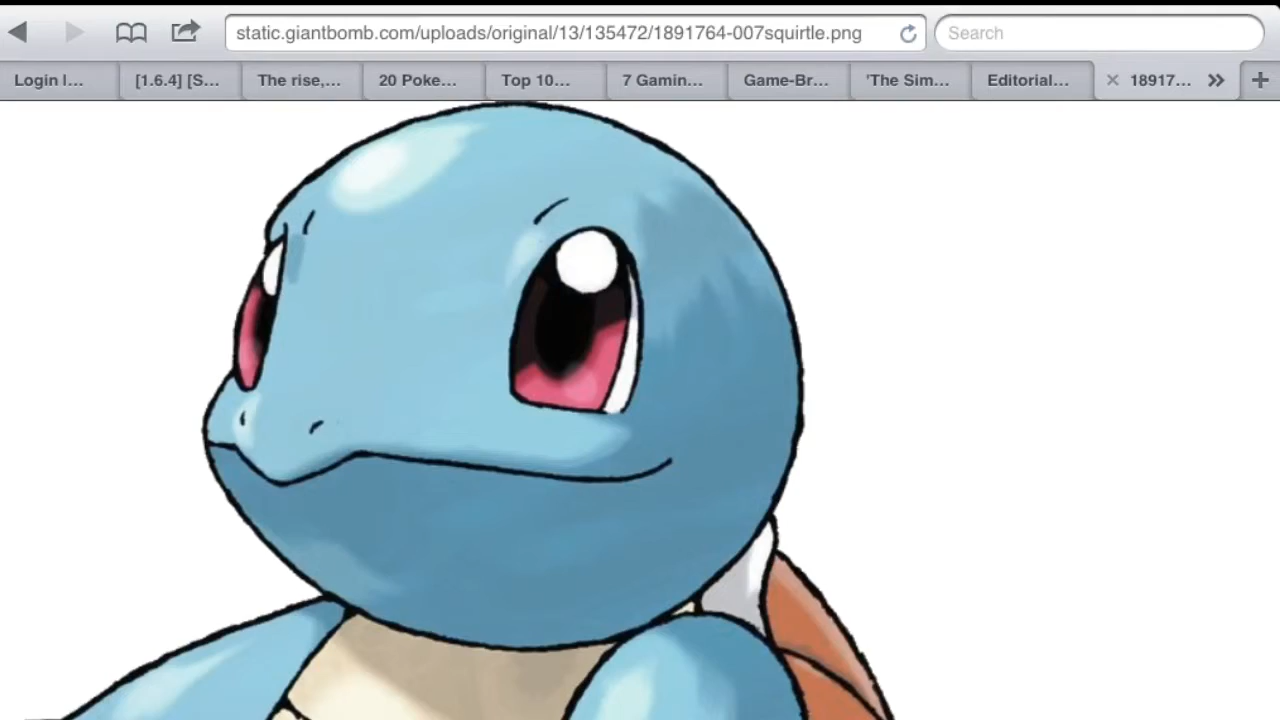 static.giantbomb.com/uploads/original/13/135472/1891764-007squirtle.png
Search
Login I...
[1.6.4] [S...
The rise,...
20 Poke...
Top 10...
7 Gamin...
Game-Br...
'The Sim...
Editorial...
18917...